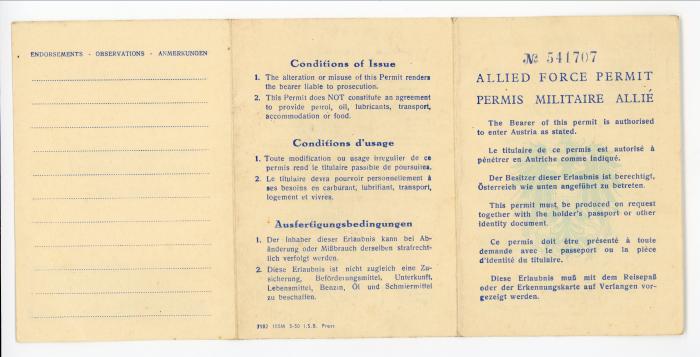 ENDORSEMENTS - OBSERVATIONS - ANMERKUNGEN
Conditions of Issue
1. The alteration or misuse of this Permit renders
the bearer liable to prosecution.
2. This Permit does NOT constitute an agreement
to provide petrol, oil, lubricants, transport,
accommodation or food.
Conditions d'usage
1. Toute modification ou usage irregulier de ce
permis rend le titulaire passible de poursuites.
2. Le titulaire devra pourvoir personnellement à
ses besoins en carburant, lubrifiant, transport,
logement et vivres.
Ausfertigungsbedingungen
1. Der Inhaber dieser Erlaubnis kann bei Ab-
änderung oder Mißbrauch derselben strafrecht-
lich verfolgt werden.
2. Diese Erlaubnis ist nicht zugleich eine Zu-
sicherung, Beförderungsmittel, Unterkunft,
Lebensmittel, Benzin, Öl und Schmiermittel
zu beschaffen.
7192 155M 5-50 I.S.B. Press
№ 541707
ALLIED FORCE PERMIT
PERMIS MILITAIRE ALLIÉ
The Bearer of this permit is authorised
to enter Austria as stated.
Le titulaire de ce permis est autorisé à
pénétrer en Autriche comme indiqué.
Der Besitzer dieser Erlaubnis ist berechtigt,
Österreich wie unten angeführt zu betreten.
This permit must be produced on request
together with the holder's passport or other
identity document.
Ce permis doit être présenté à toute
demande avec le passeport ou la pièce
d'identité du titulaire.
Diese Erlaubnis muß mit dem Reisepaß
oder der Erkennungskarte auf Verlangen vor-
gezeigt werden.